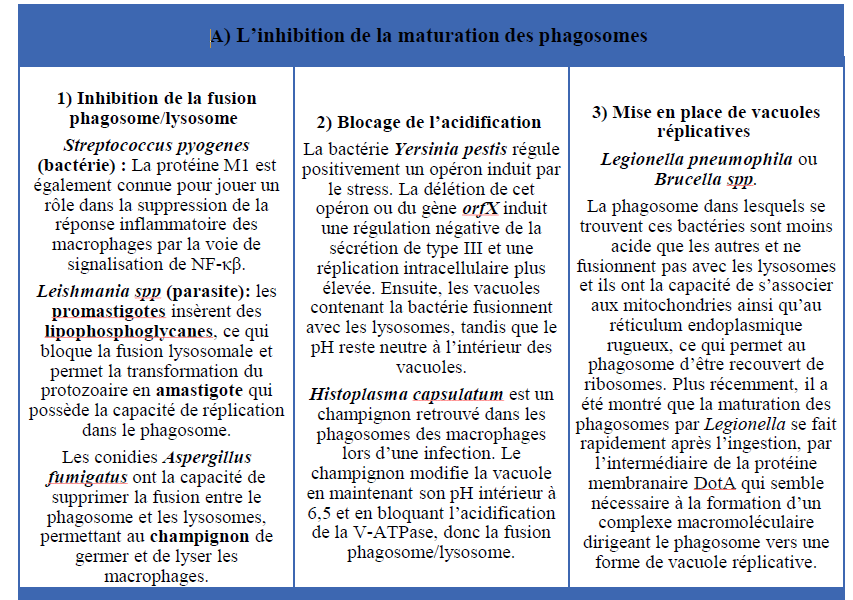 A) L’inhibition de la maturation des phagosomes
1) Inhibition de la fusion
phagosome/lysosome
Streptococcus pyogenes
(bactérie) : La protéine M1 est
également connue pour jouer un
rôle dans la suppression de la
réponse inflammatoire des
macrophages par la voie de
signalisation de NF-κβ.
Leishmania spp (parasite): les
promastigotes insèrent des
lipophosphoglycanes, ce qui
bloque la fusion lysosomale et
permet la transformation du
protozoaire en amastigote qui
possède la capacité de réplication
dans le phagosome.
Les conidies Aspergillus
fumigatus ont la capacité de
supprimer la fusion entre le
phagosome et les lysosomes,
permettant au champignon de
germer et de lyser les
macrophages.
2) Blocage de l’acidification
La bactérie Yersinia pestis régule
positivement un opéron induit par
le stress. La délétion de cet
opéron ou du gène orfX induit
une régulation négative de la
sécrétion de type III et une
réplication intracellulaire plus
élevée. Ensuite, les vacuoles
contenant la bactérie fusionnent
avec les lysosomes, tandis que le
pH reste neutre à l’intérieur des
vacuoles.
Histoplasma capsulatum est un
champignon retrouvé dans les
phagosomes des macrophages
lors d’une infection. Le
champignon modifie la vacuole
en maintenant son pH intérieur à
6,5 et en bloquant l’acidification
de la V-ATPase, donc la fusion
phagosome/lysosome.
3) Mise en place de vacuoles
réplicatives
Legionella pneumophila ou
Brucella spp.
La phagosome dans lesquels se
trouvent ces bactéries sont moins
acide que les autres et ne
fusionnent pas avec les lysosomes
et ils ont la capacité de s’associer
aux mitochondries ainsi qu’au
réticulum endoplasmique
rugueux, ce qui permet au
phagosome d’être recouvert de
ribosomes. Plus récemment, il a
été montré que la maturation des
phagosomes par Legionella se fait
rapidement après l’ingestion, par
l’intermédiaire de la protéine
membranaire DotA qui semble
nécessaire à la formation d’un
complexe macromoléculaire
dirigeant le phagosome vers une
forme de vacuole réplicative.